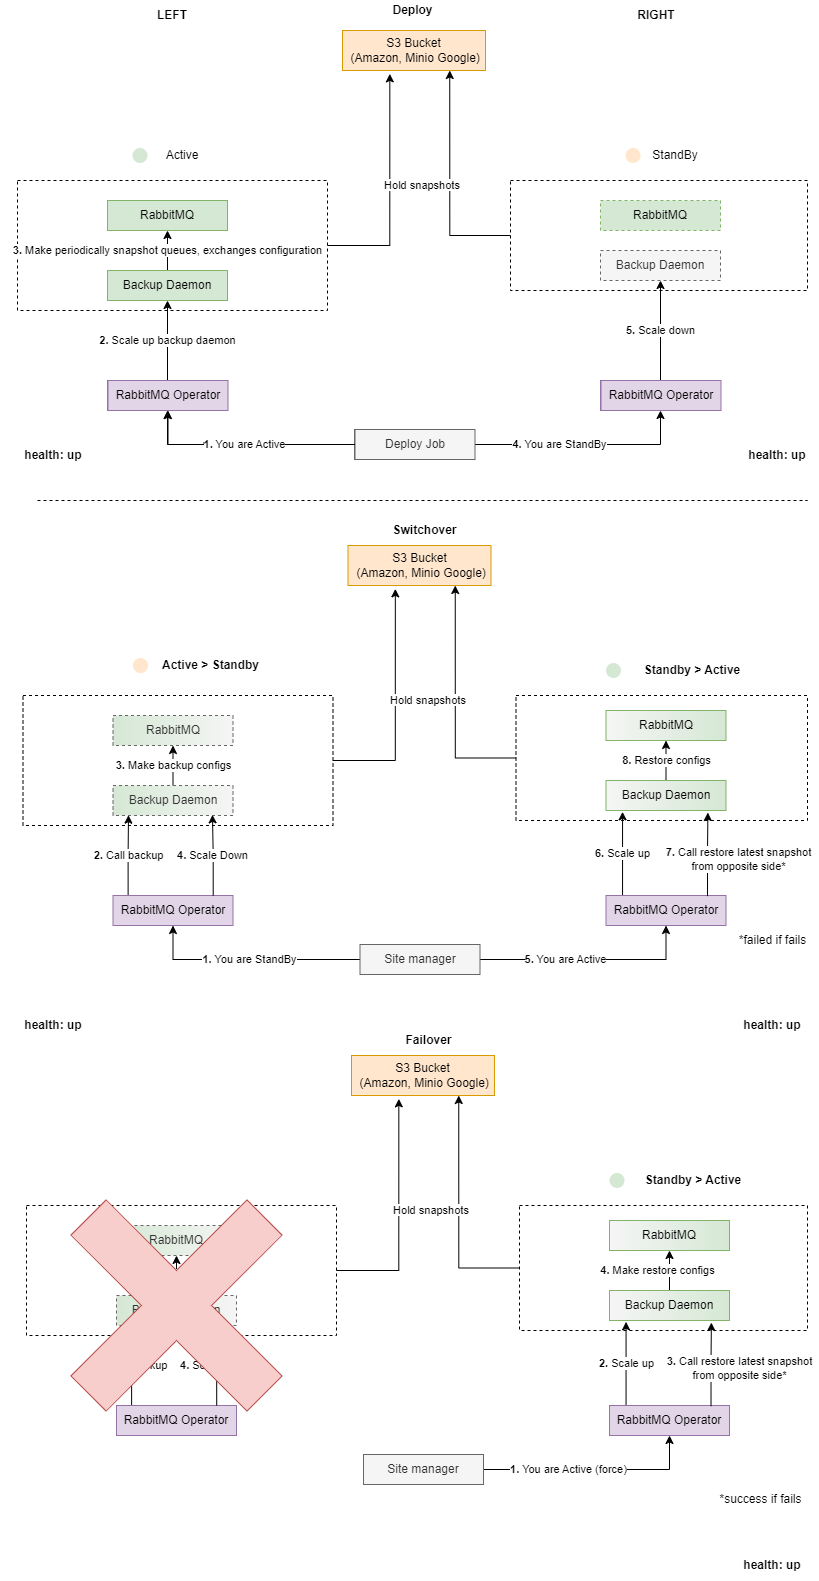 LEFT
Deploy
RIGHT
S3 Bucket
(Amazon, Minio Google)
Active
StandBy
Hold snapshots
RabbitMQ
RabbitMQ
3. Make periodically snapshot queues, exchanges configuration
Backup Daemon
Backup Daemon
2. Scale up backup daemon
5. Scale down
RabbitMQ Operator
RabbitMQ Operator
1. You are Active
Deploy Job
4. You are StandBy
health: up
health: up
Switchover
S3 Bucket
(Amazon, Minio Google)
Active > Standby
Standby > Active
Hold snapshots
RabbitMQ
RabbitMQ
3. Make backup configs
8. Restore configs
Backup Daemon
Backup Daemon
2. Call backup
4. Scale Down
6. Scale up
7. Call restore latest snapshot
from opposite side*
RabbitMQ Operator
RabbitMQ Operator
*failed if fails
1. You are StandBy
Site manager
5. You are Active
health: up
health: up
Failover
S3 Bucket
(Amazon, Minio Google)
Standby > Active
Hold snapshots
RabbitMQ
RabbitMQ
4. Make restore configs
Backup Daemon
4.
2. Scale up
3. Call restore latest snapshot
from opposite side*
RabbitMQ Operator
RabbitMQ Operator
Site manager
1. You are Active (force)
*success if fails
health: up